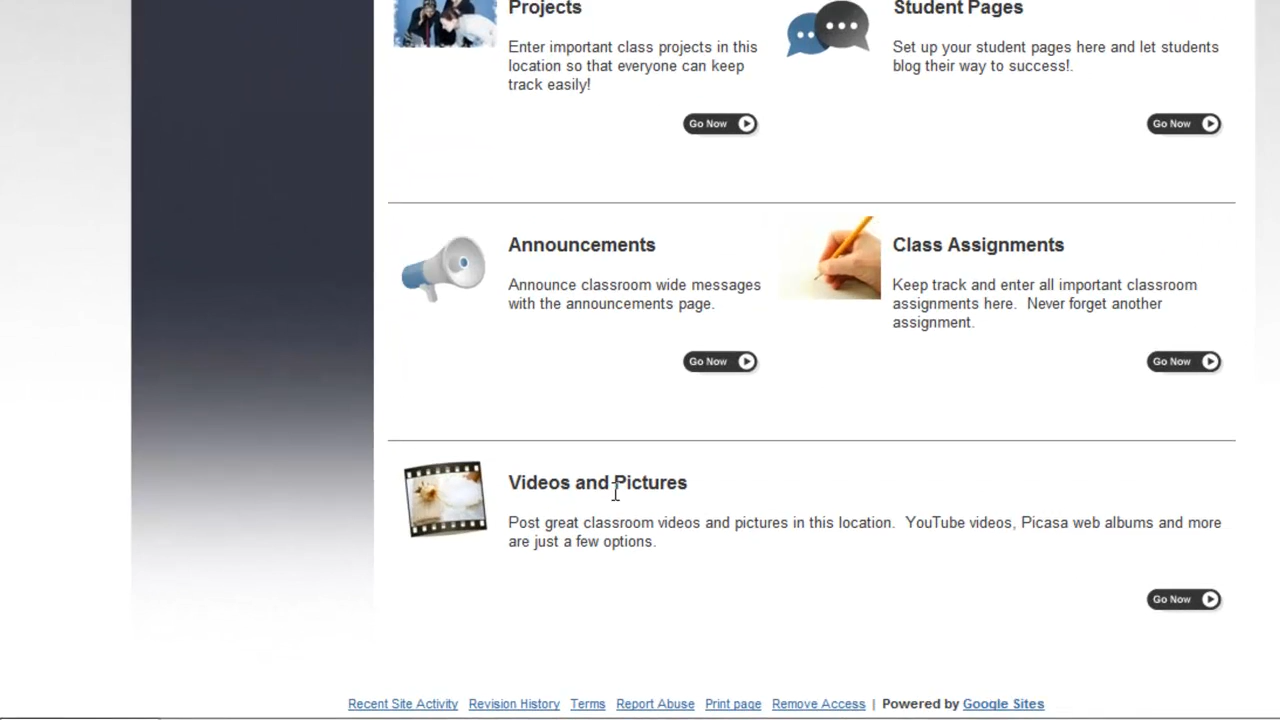 Projects
Enter important class projects in this
location so that everyone can keep
track easily!
Go Now
Student Pages
Set up your student pages here and let students
blog their way to success!.
Go Now
Announcements
Announce classroom wide messages
with the announcements page.
Go Now
Class Assignments
Keep track and enter all important classroom
assignments here.  Never forget another
assignment.
Go Now
Videos and Pictures
Post great classroom videos and pictures in this location.  YouTube videos, Picasa web albums and more
are just a few options.
Go Now
Recent Site Activity Revision History Terms Report Abuse Print page Remove Access | Powered by Google Sites